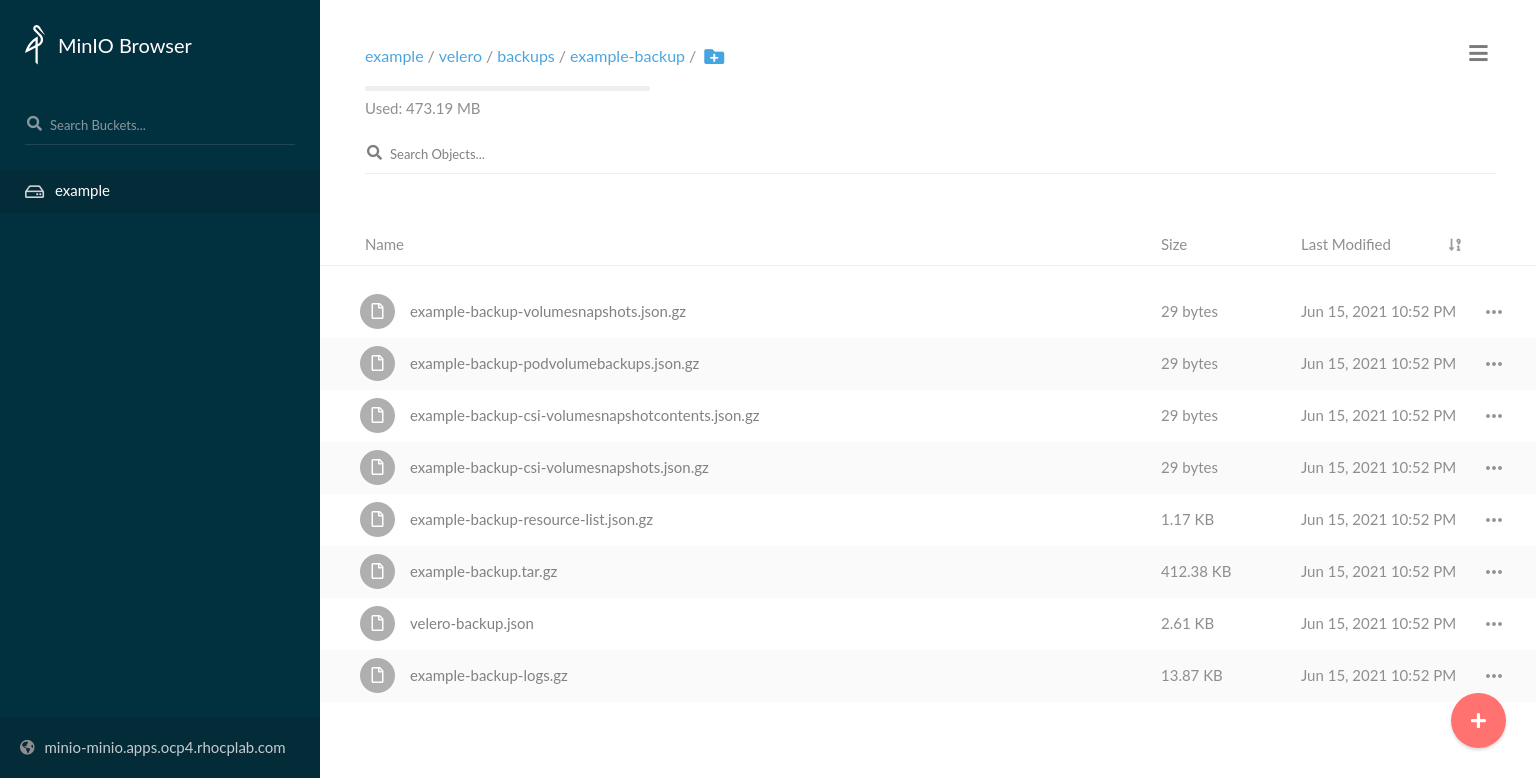 MinIO Browser
Search Buckets...
example
minio-minio.apps.ocp4.rhocplab.com
example / velero / backups / example-backup /
Used: 473.19 MB
Search Objects...
Name Size Last Modified
example-backup-volumesnapshots.json.gz 29 bytes Jun 15, 2021 10:52 PM
example-backup-podvolumebackups.json.gz 29 bytes Jun 15, 2021 10:52 PM
example-backup-csi-volumesnapshotcontents.json.gz 29 bytes Jun 15, 2021 10:52 PM
example-backup-csi-volumesnapshots.json.gz 29 bytes Jun 15, 2021 10:52 PM
example-backup-resource-list.json.gz 1.17 KB Jun 15, 2021 10:52 PM
example-backup.tar.gz 412.38 KB Jun 15, 2021 10:52 PM
velero-backup.json 2.61 KB Jun 15, 2021 10:52 PM
example-backup-logs.gz 13.87 KB Jun 15, 2021 10:52 PM